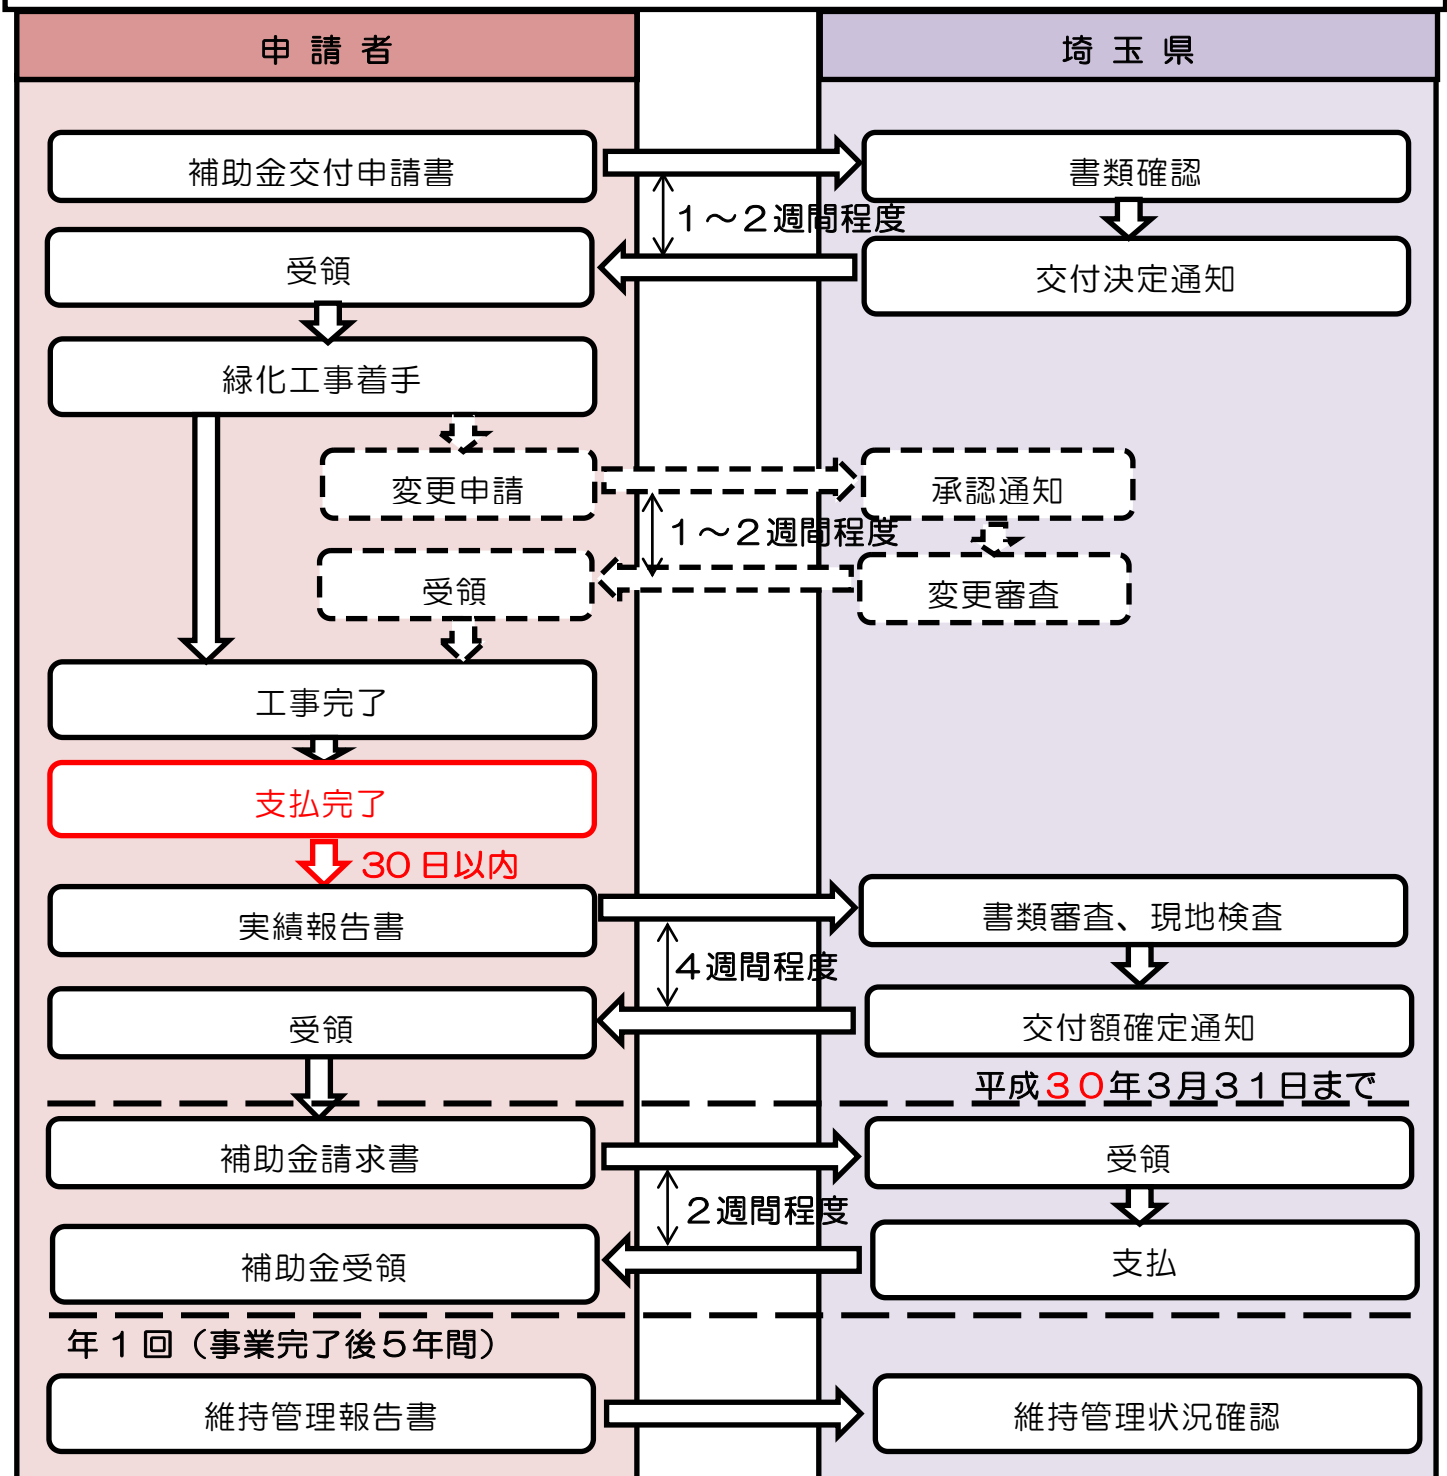 申請者
埼玉県
補助金交付申請書
書類確認
1～2週間程度
受領
交付決定通知
緑化工事着手
変更申請
承認通知
1～2週間程度
受領
変更審査
工事完了
支払完了
30日以内
実績報告書
書類審査、現地検査
4週間程度
受領
交付額確定通知
平成30年3月31日まで
補助金請求書
受領
2週間程度
補助金受領
支払
年1回（事業完了後5年間）
維持管理報告書
維持管理状況確認